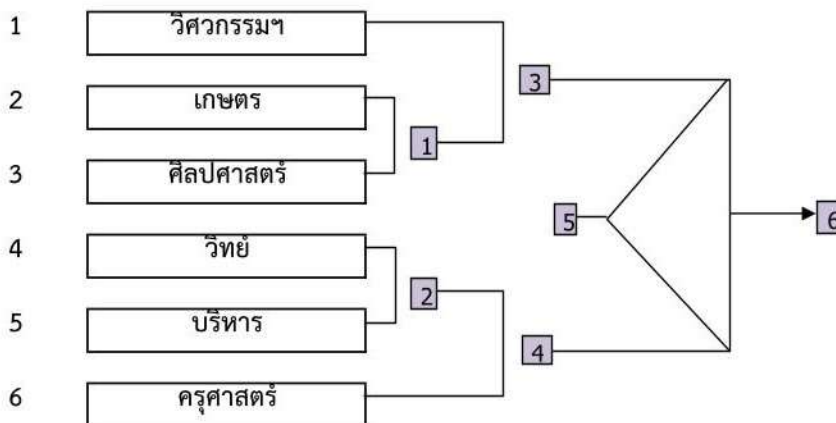 1 วิศวกรรมฯ
3
2 เกษตร
1
3 ศิลปศาสตร์
5
6
4 วิทย์
2
5 บริหาร
4
6 ครุศาสตร์